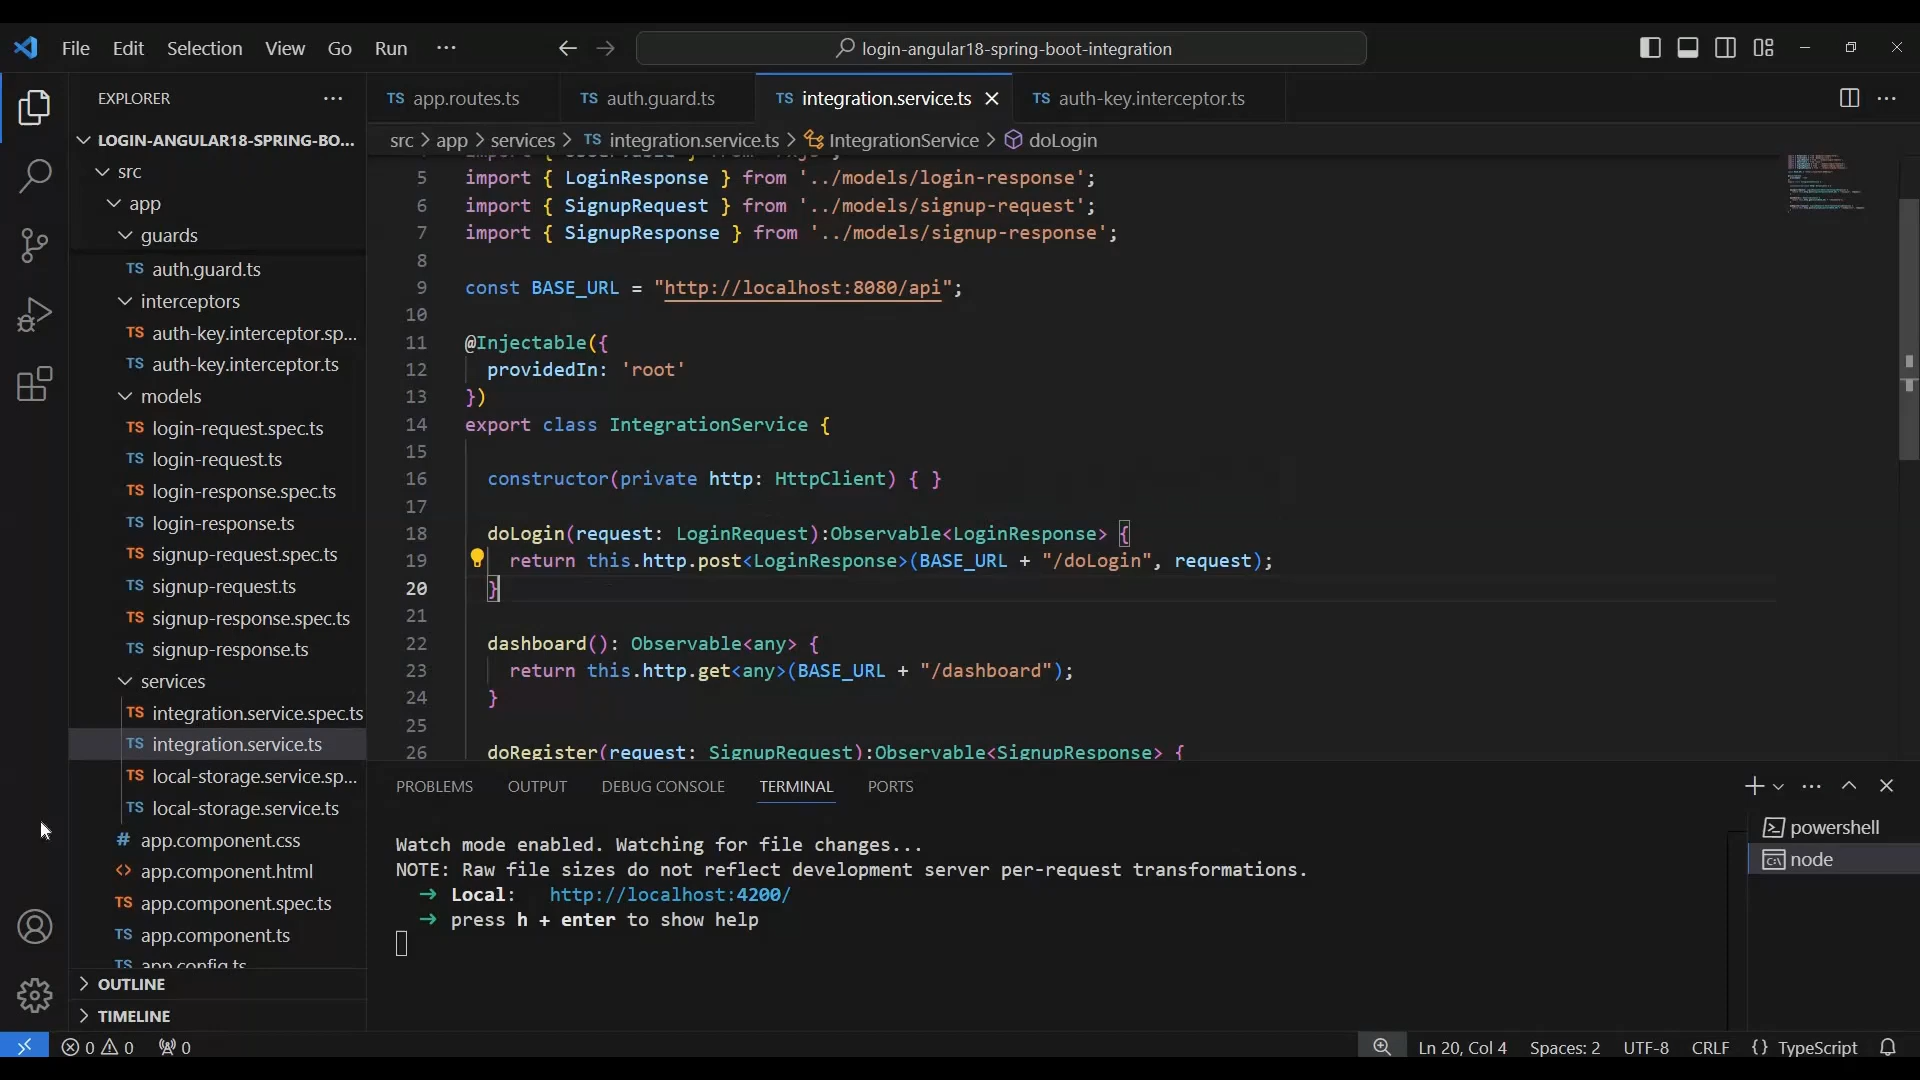 File Edit Selection View Go Run ···
login-angular18-spring-boot-integration
EXPLORER ···
LOGIN-ANGULAR18-SPRING-BO...
src
app
guards
TS auth.guard.ts
interceptors
TS auth-key.interceptor.sp...
TS auth-key.interceptor.ts
models
TS login-request.spec.ts
TS login-request.ts
TS login-response.spec.ts
TS login-response.ts
TS signup-request.spec.ts
TS signup-request.ts
TS signup-response.spec.ts
TS signup-response.ts
services
TS integration.service.spec.ts
TS integration.service.ts
TS local-storage.service.sp...
TS local-storage.service.ts
# app.component.css
<> app.component.html
TS app.component.spec.ts
TS app.component.ts
TS app.config.ts
OUTLINE
TIMELINE
TS app.routes.ts TS auth.guard.ts TS integration.service.ts TS auth-key.interceptor.ts
src > app > services > TS integration.service.ts > IntegrationService > doLogin
5 import { LoginResponse } from '../models/login-response';
6 import { SignupRequest } from '../models/signup-request';
7 import { SignupResponse } from '../models/signup-response';
8
9 const BASE_URL = "http://localhost:8080/api";
10
11 @Injectable({
12 providedIn: 'root'
13 })
14 export class IntegrationService {
15
16 constructor(private http: HttpClient) { }
17
18 doLogin(request: LoginRequest):Observable<LoginResponse> {
19 return this.http.post<LoginResponse>(BASE_URL + "/doLogin", request);
20 }
21
22 dashboard(): Observable<any> {
23 return this.http.get<any>(BASE_URL + "/dashboard");
24 }
25
26 doRegister(request: SignupRequest):Observable<SignupResponse> {
PROBLEMS OUTPUT DEBUG CONSOLE TERMINAL PORTS
Watch mode enabled. Watching for file changes...
NOTE: Raw file sizes do not reflect development server per-request transformations.
➜ Local: http://localhost:4200/
➜ press h + enter to show help
powershell
node
0 0 0
Ln 20, Col 4 Spaces: 2 UTF-8 CRLF {} TypeScript